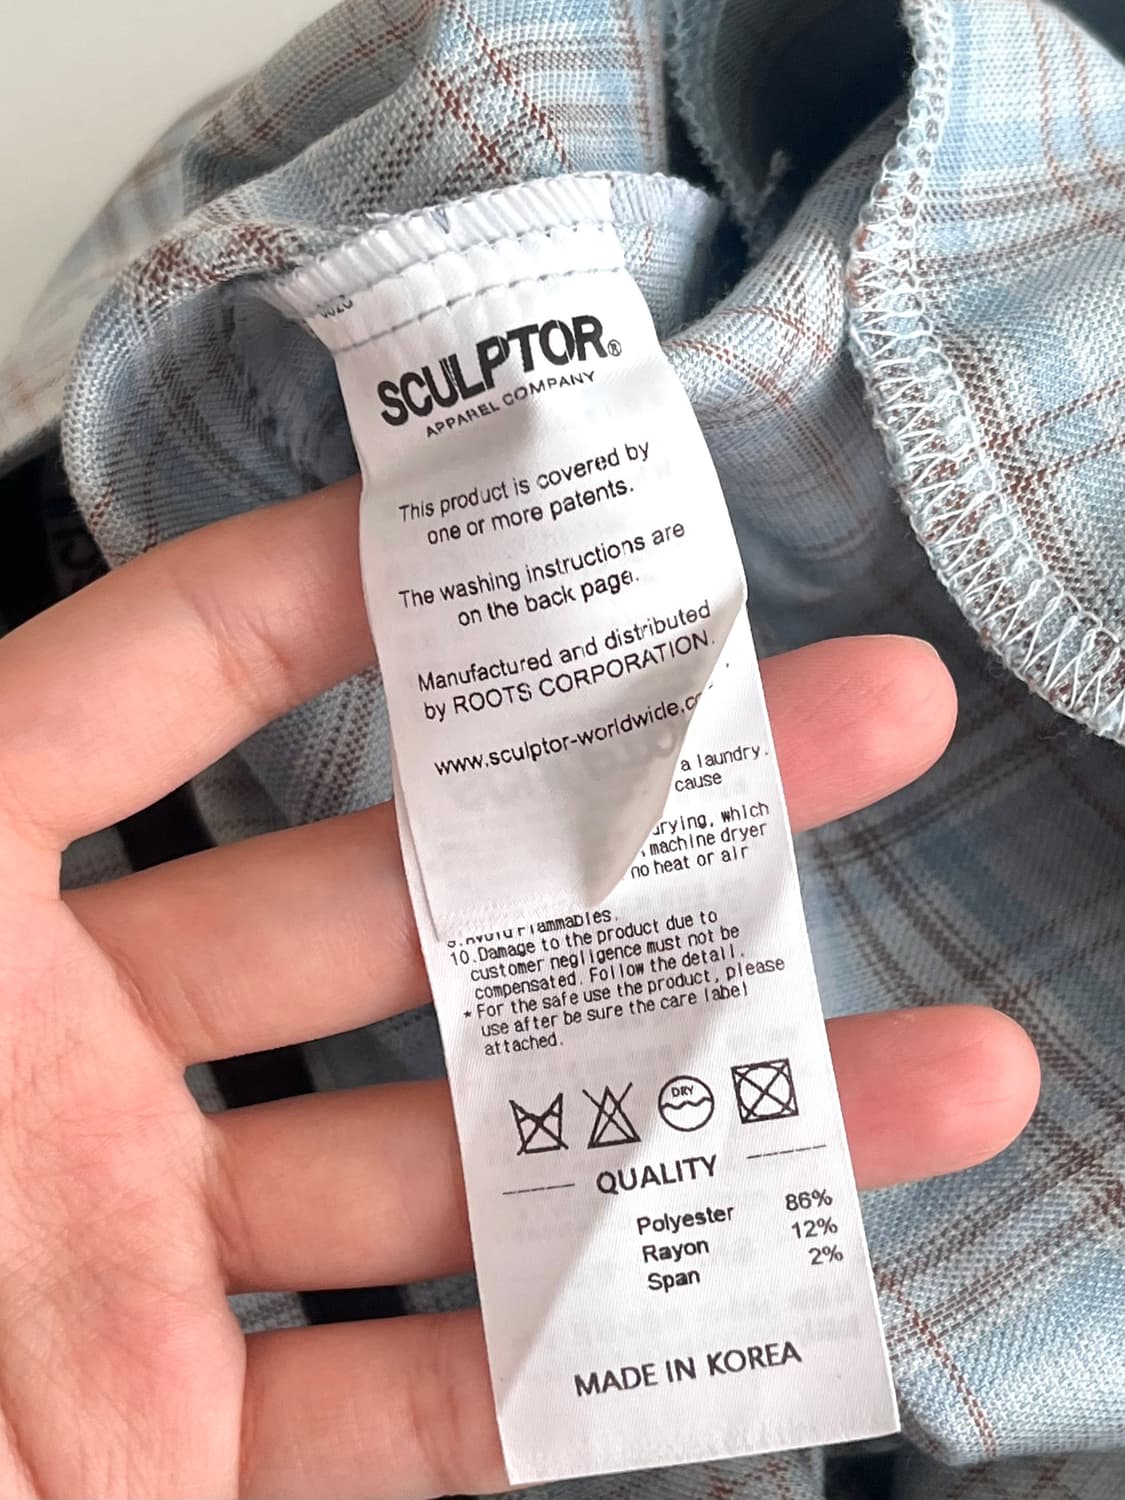 SCULPTOR®
APPAREL COMPANY
This product is covered by
one or more patents.
The washing instructions are
on the back page.
Manufactured and distributed
by ROOTS CORPORATION.
www.sculptor-worldwide.c
a laundry.
cause
drying, which
machine dryer
no heat or air
Flammables.
10.Damage to the product due to
customer negligence must not be
compensated. Follow the detail.
* For the safe use the product, please
use after be sure the care label
attached.
DRY
QUALITY
Polyester 86%
Rayon 12%
Span 2%
MADE IN KOREA